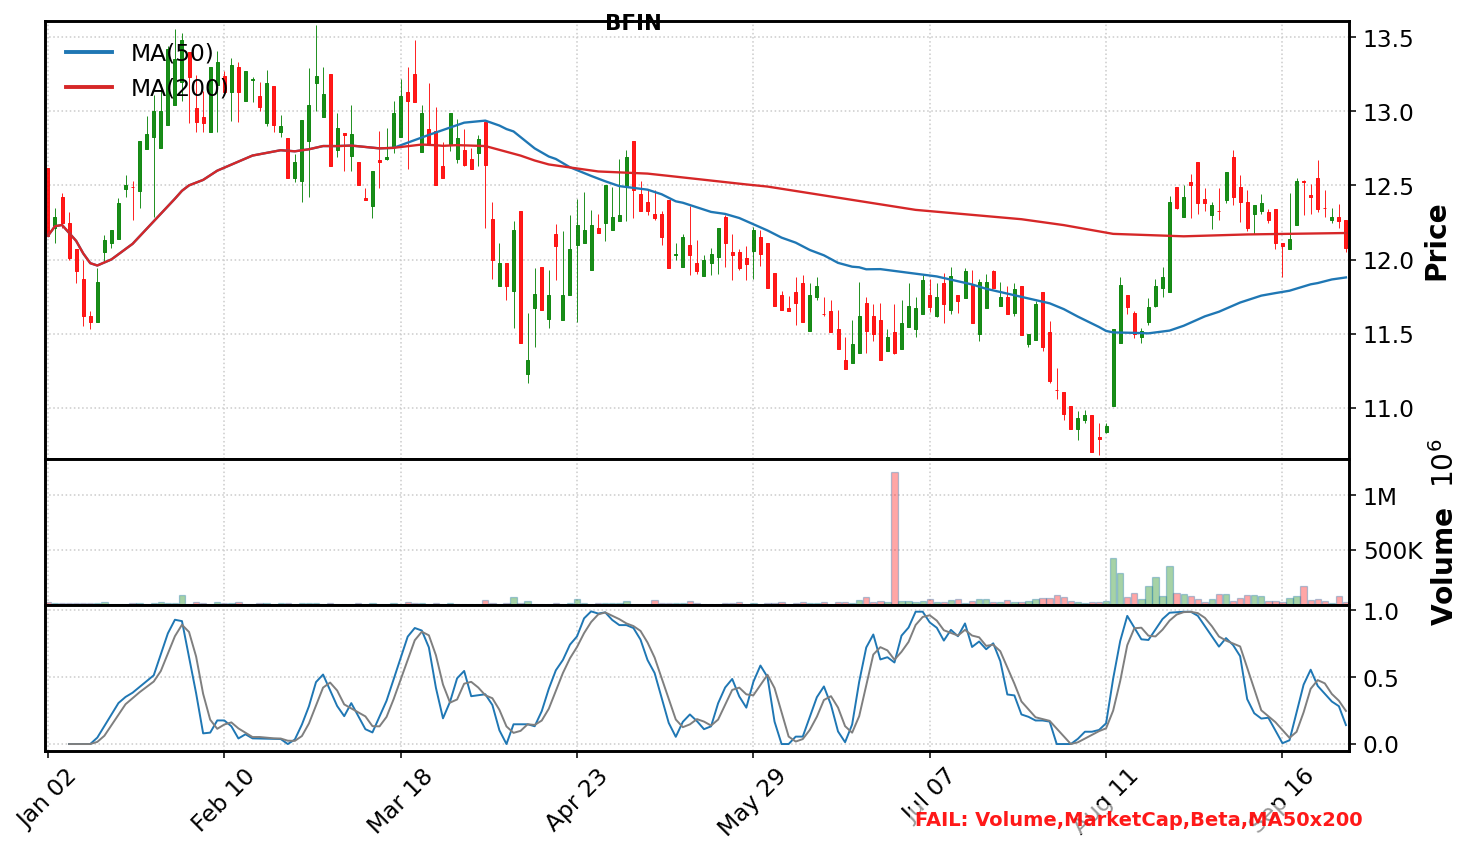 BFIN
MA(50)
MA(200)
13.5
13.0
12.5
12.0
11.5
11.0
Price
1M
500K
Volume 10^6
1.0
0.5
0.0
Jan 02
Feb 10
Mar 18
Apr 23
May 29
Jul 07
Aug 11
Sep 16
FAIL: Volume,MarketCap,Beta,MA50x200